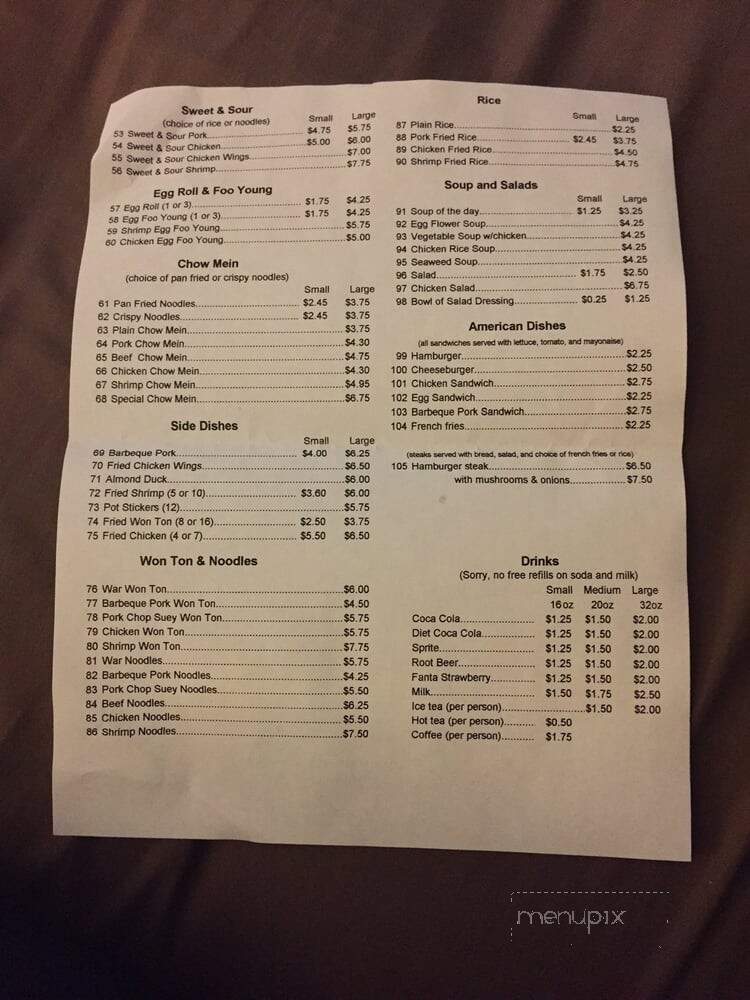 Sweet & Sour
(choice of rice or noodles) Small Large
53 Sweet & Sour Pork $4.75 $5.75
54 Sweet & Sour Chicken $5.00 $6.00
55 Sweet & Sour Chicken Wings $7.00
56 Sweet & Sour Shrimp $7.75
Egg Roll & Foo Young
57 Egg Roll (1 or 3) $1.75 $4.25
58 Egg Foo Young (1 or 3) $1.75 $4.25
59 Shrimp Egg Foo Young $5.75
60 Chicken Egg Foo Young $5.00
Chow Mein
(choice of pan fried or crispy noodles)
Small Large
61 Pan Fried Noodles $2.45 $3.75
62 Crispy Noodles $2.45 $3.75
63 Plain Chow Mein $3.75
64 Pork Chow Mein $4.30
65 Beef Chow Mein $4.75
66 Chicken Chow Mein $4.30
67 Shrimp Chow Mein $4.95
68 Special Chow Mein $6.75
Side Dishes
Small Large
69 Barbeque Pork $4.00 $6.25
70 Fried Chicken Wings $6.50
71 Almond Duck $6.00
72 Fried Shrimp (5 or 10) $3.60 $6.00
73 Pot Stickers (12) $5.75
74 Fried Won Ton (8 or 16) $2.50 $3.75
75 Fried Chicken (4 or 7) $5.50 $6.50
Won Ton & Noodles
76 War Won Ton $6.00
77 Barbeque Pork Won Ton $4.50
78 Pork Chop Suey Won Ton $5.75
79 Chicken Won Ton $5.75
80 Shrimp Won Ton $7.75
81 War Noodles $5.75
82 Barbeque Pork Noodles $4.25
83 Pork Chop Suey Noodles $5.50
84 Beef Noodles $6.25
85 Chicken Noodles $5.50
86 Shrimp Noodles $7.50
Rice
Small Large
87 Plain Rice $2.25
88 Pork Fried Rice $2.45 $3.75
89 Chicken Fried Rice $4.50
90 Shrimp Fried Rice $4.75
Soup and Salads
Small Large
91 Soup of the day $1.25 $3.25
92 Egg Flower Soup $4.25
93 Vegetable Soup w/chicken $4.25
94 Chicken Rice Soup $4.25
95 Seaweed Soup $4.25
96 Salad $1.75 $2.50
97 Chicken Salad $6.75
98 Bowl of Salad Dressing $0.25 $1.25
American Dishes
(all sandwiches served with lettuce, tomato, and mayonaise)
99 Hamburger $2.25
100 Cheeseburger $2.50
101 Chicken Sandwich $2.75
102 Egg Sandwich $2.25
103 Barbeque Pork Sandwich $2.75
104 French fries $2.25
(steaks served with bread, salad, and choice of french fries or rice)
105 Hamburger steak $6.50
with mushrooms & onions $7.50
Drinks
(Sorry, no free refills on soda and milk)
Small Medium Large
16oz 20oz 32oz
Coca Cola $1.25 $1.50 $2.00
Diet Coca Cola $1.25 $1.50 $2.00
Sprite $1.25 $1.50 $2.00
Root Beer $1.25 $1.50 $2.00
Fanta Strawberry $1.25 $1.50 $2.00
Milk $1.50 $1.75 $2.50
Ice tea (per person) $1.50 $2.00
Hot tea (per person) $0.50
Coffee (per person) $1.75
menupix